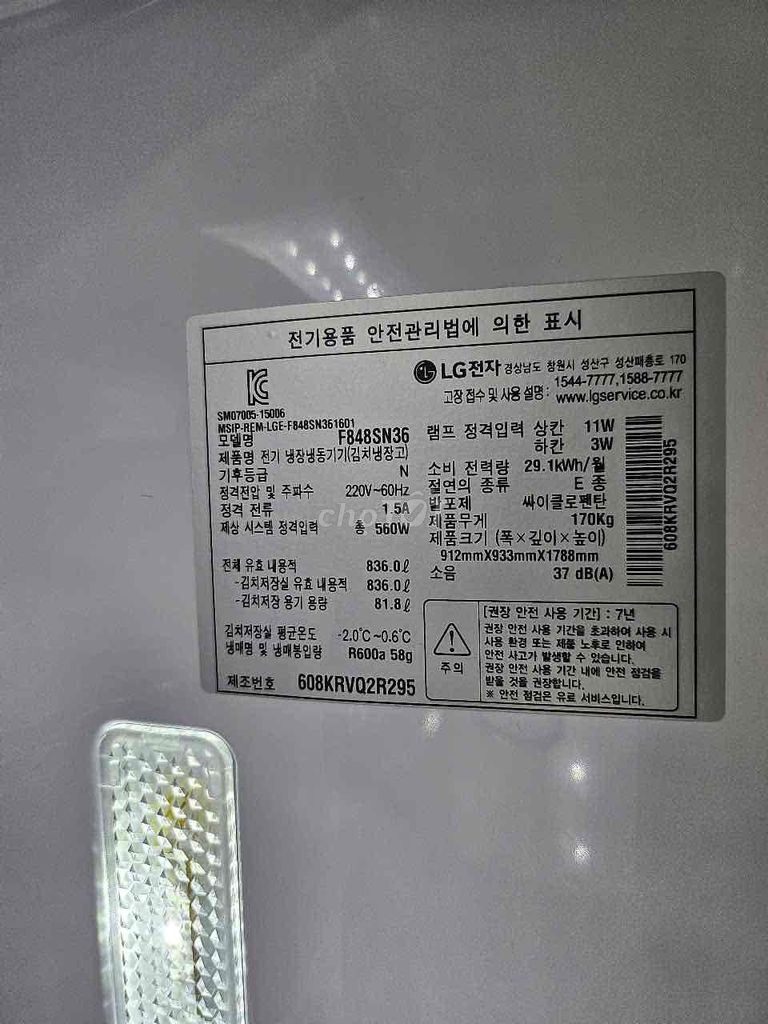 전기용품 안전관리법에 의한 표시
SM07005-15006
MSIP-REM-LGE-F848SN361601
모델명 F848SN36
제품명 전기 냉장냉동기기(김치냉장고)
기후등급 N
정격전압 및 주파수 220V~60Hz
정격 전류 1.5A
제상 시스템 정격입력 총 560W
전체 유효 내용적 836.0ℓ
-김치저장실 유효 내용적 836.0ℓ
-김치저장 용기 용량 81.8ℓ
김치저장실 평균온도 -2.0℃~0.6℃
냉매명 및 냉매봉입량 R600a 58g
제조번호 608KRVQ2R295
LG전자 경상남도 창원시 성산구 성산패총로 170
고장 접수 및 사용 설명 : 1544-7777,1588-7777
www.lgservice.co.kr
램프 정격입력 상칸 11W
하칸 3W
소비 전력량 29.1kWh/월
절연의 종류 E 종
발포제 싸이클로펜탄
제품무게 170Kg
제품크기 (폭×깊이×높이)
912mmX933mmX1788mm
소음 37 dB(A)
608KRVQ2R295
주의
[권장 안전 사용 기간] : 7년
권장 안전 사용 기간을 초과하여 사용 시
사용 환경 또는 제품 노후로 인하여
안전 사고가 발생할 수 있습니다.
권장 안전 사용 기간 내에 안전 점검을
받을 것을 권장합니다.
※ 안전 점검은 유료 서비스입니다.